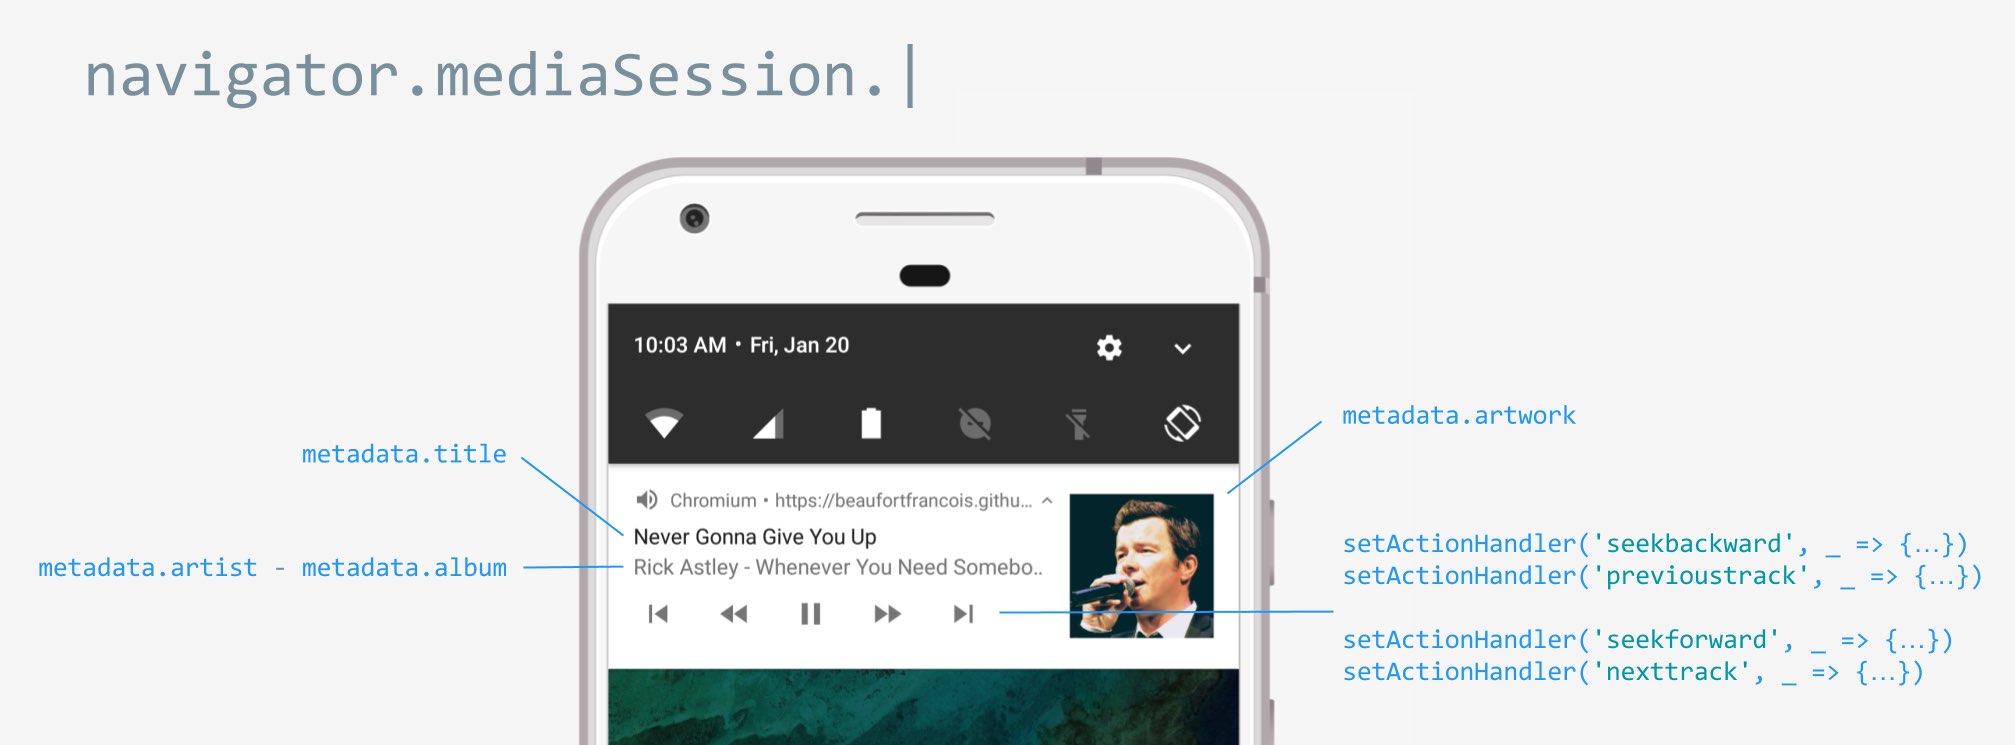 navigator.mediaSession.|
10:03 AM • Fri, Jan 20
metadata.artwork
metadata.title
Chromium • https://beaufortfrancois.githu...
Never Gonna Give You Up
metadata.artist - metadata.album
Rick Astley - Whenever You Need Somebo..
setActionHandler('seekbackward', _ => {...})
setActionHandler('previoustrack', _ => {...})
setActionHandler('seekforward', _ => {...})
setActionHandler('nexttrack', _ => {...})